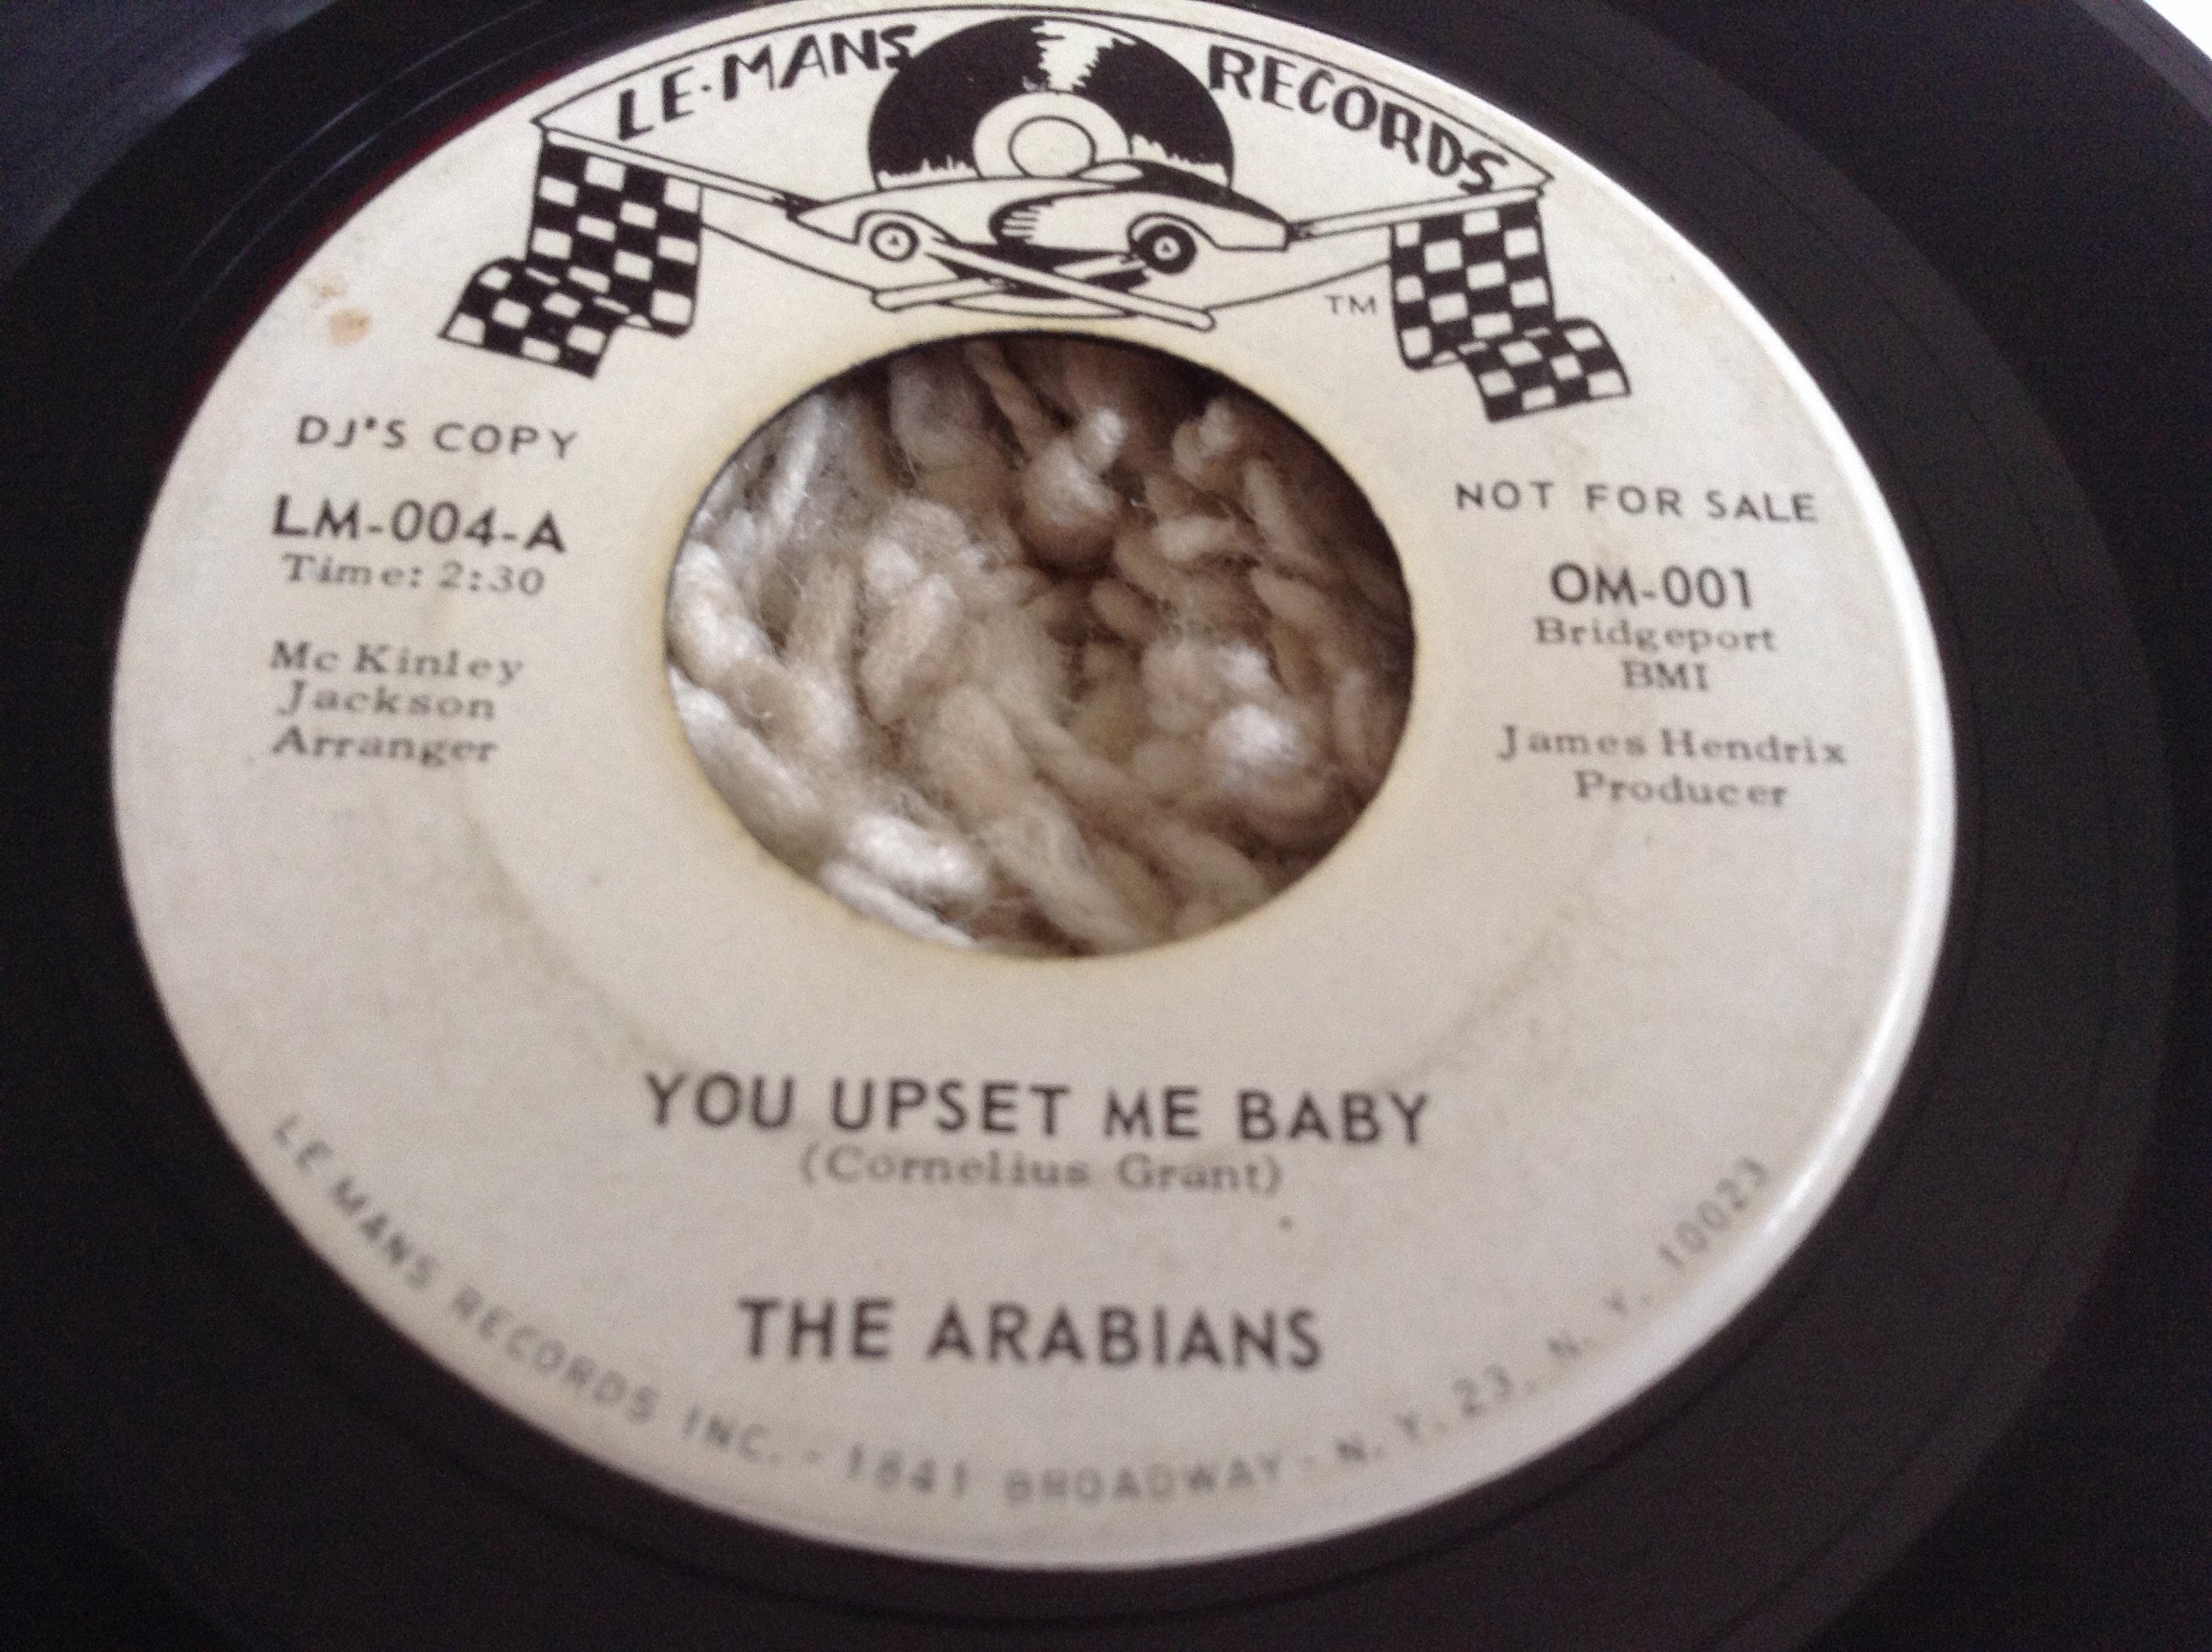 LE·MANS RECORDS
TM
DJ'S COPY
LM-004-A
Time: 2:30
Mc Kinley
Jackson
Arranger
NOT FOR SALE
OM-001
Bridgeport
BMI
James Hendrix
Producer
YOU UPSET ME BABY
(Cornelius Grant)
THE ARABIANS
LE MANS RECORDS INC. - 1841 BROADWAY - N. Y. 23, N. Y. 10023